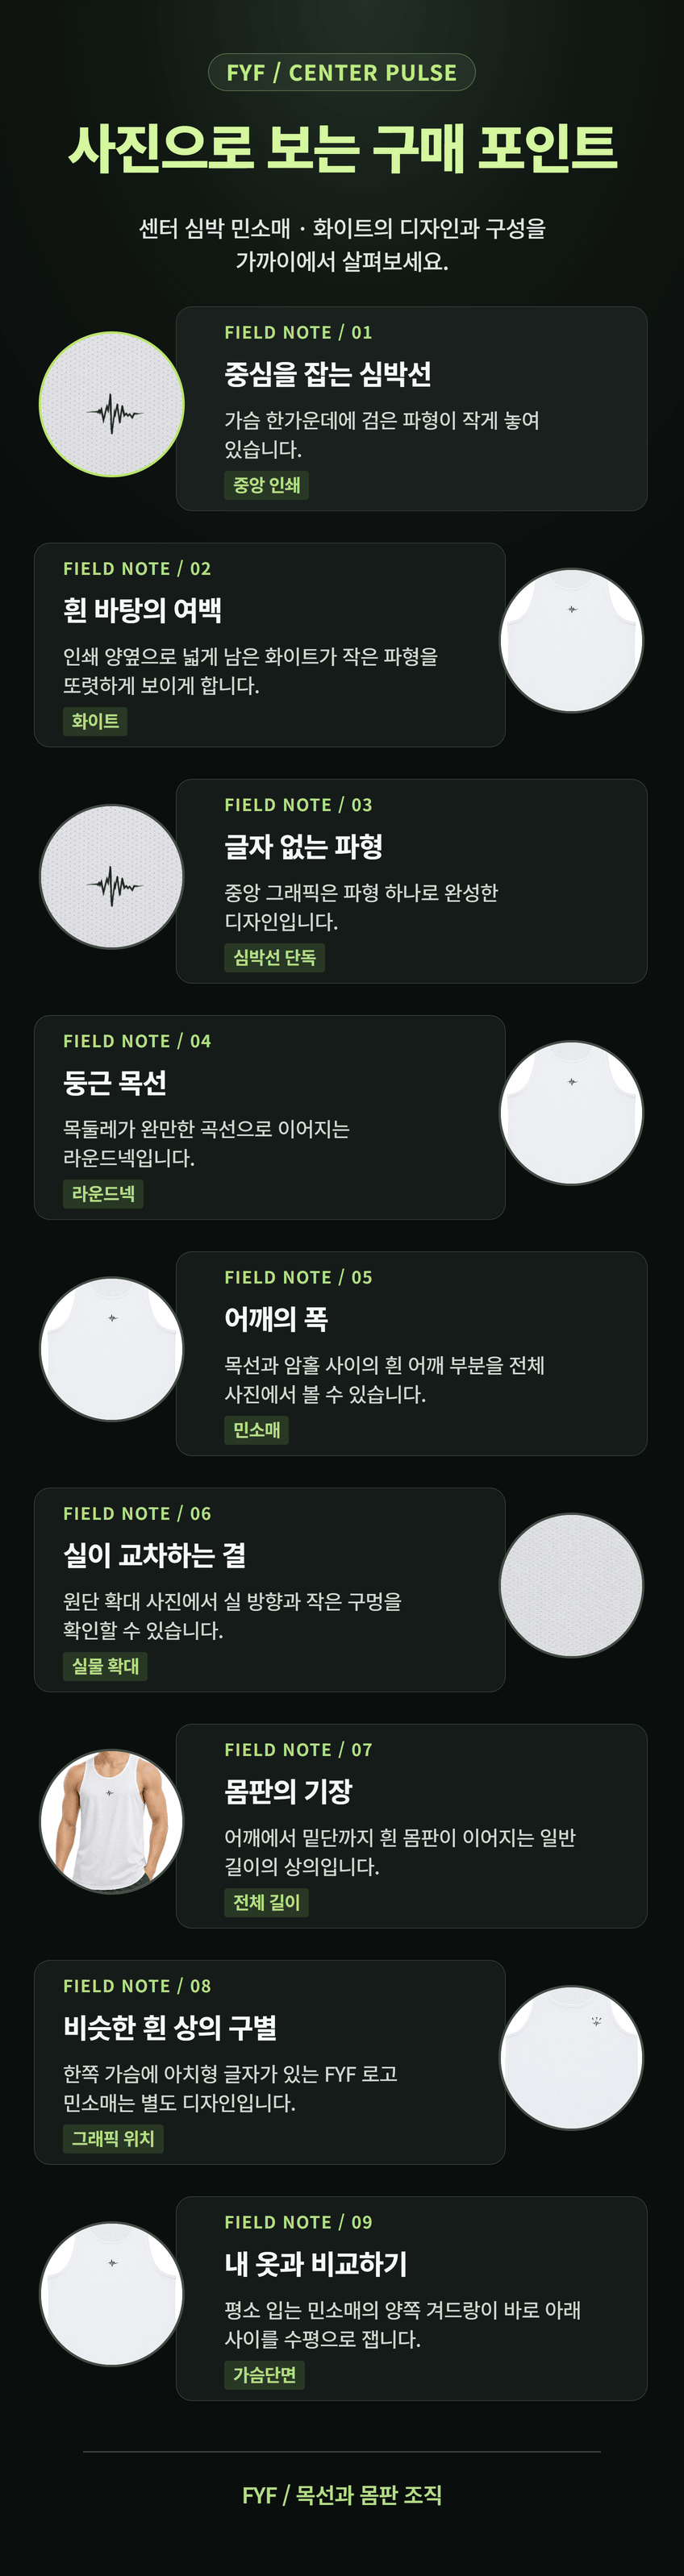 FYF / CENTER PULSE
사진으로 보는 구매 포인트
센터 심박 민소매 · 화이트의 디자인과 구성을
가까이에서 살펴보세요.
FIELD NOTE / 01
중심을 잡는 심박선
가슴 한가운데에 검은 파형이 작게 놓여
있습니다.
중앙 인쇄
FIELD NOTE / 02
흰 바탕의 여백
인쇄 양옆으로 넓게 남은 화이트가 작은 파형을
또렷하게 보이게 합니다.
화이트
FIELD NOTE / 03
글자 없는 파형
중앙 그래픽은 파형 하나로 완성한
디자인입니다.
심박선 단독
FIELD NOTE / 04
둥근 목선
목둘레가 완만한 곡선으로 이어지는
라운드넥입니다.
라운드넥
FIELD NOTE / 05
어깨의 폭
목선과 암홀 사이의 흰 어깨 부분을 전체
사진에서 볼 수 있습니다.
민소매
FIELD NOTE / 06
실이 교차하는 결
원단 확대 사진에서 실 방향과 작은 구멍을
확인할 수 있습니다.
실물 확대
FIELD NOTE / 07
몸판의 기장
어깨에서 밑단까지 흰 몸판이 이어지는 일반
길이의 상의입니다.
전체 길이
FIELD NOTE / 08
비슷한 흰 상의 구별
한쪽 가슴에 아치형 글자가 있는 FYF 로고
민소매는 별도 디자인입니다.
그래픽 위치
FIELD NOTE / 09
내 옷과 비교하기
평소 입는 민소매의 양쪽 겨드랑이 바로 아래
사이를 수평으로 잽니다.
가슴단면
FYF / 목선과 몸판 조직